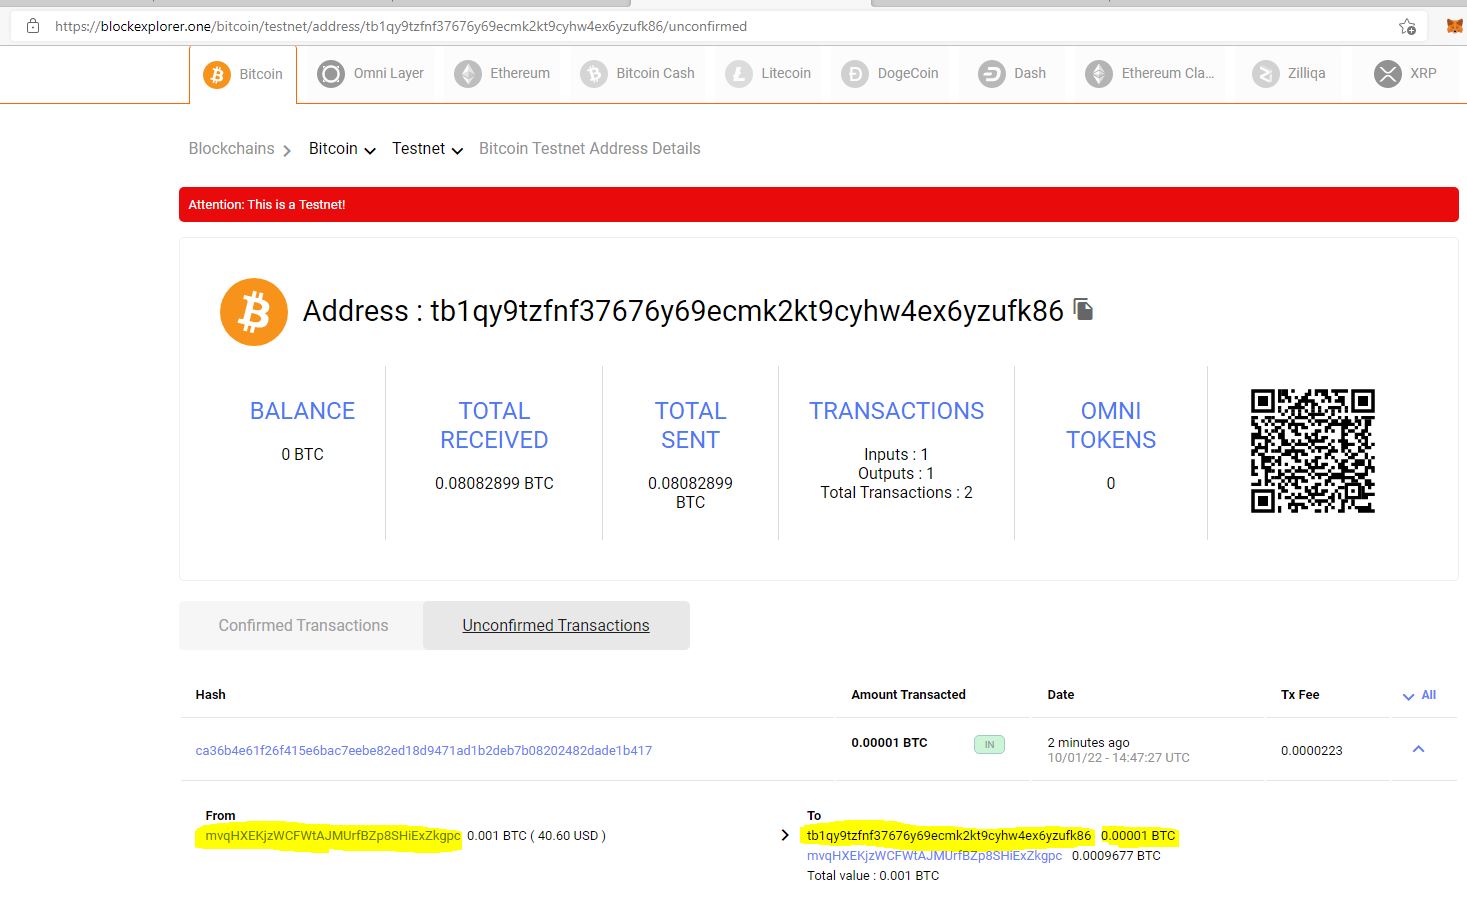 https://blockexplorer.one/bitcoin/testnet/address/tb1qy9tzfnf37676y69ecmk2kt9cyhw4ex6yzufk86/unconfirmed
Bitcoin Omni Layer Ethereum Bitcoin Cash Litecoin DogeCoin Dash Ethereum Cla... Zilliqa XRP
Blockchains Bitcoin Testnet Bitcoin Testnet Address Details
Attention: This is a Testnet!
Address : tb1qy9tzfnf37676y69ecmk2kt9cyhw4ex6yzufk86
BALANCE
0 BTC
TOTAL
RECEIVED
0.08082899 BTC
TOTAL
SENT
0.08082899
BTC
TRANSACTIONS
Inputs : 1
Outputs : 1
Total Transactions : 2
OMNI
TOKENS
0
Confirmed Transactions Unconfirmed Transactions
Hash Amount Transacted Date Tx Fee All
ca36b4e61f26f415e6bac7eebe82ed18d9471ad1b2deb7b08202482dade1b417 0.00001 BTC IN 2 minutes ago 0.0000223
10/01/22 - 14:47:27 UTC
From
mvqHXEKjzWCFWtAJMUrfBZp8SHiExZkgpc 0.001 BTC ( 40.60 USD )
To
tb1qy9tzfnf37676y69ecmk2kt9cyhw4ex6yzufk86 0.00001 BTC
mvqHXEKjzWCFWtAJMUrfBZp8SHiExZkgpc 0.0009677 BTC
Total value : 0.001 BTC